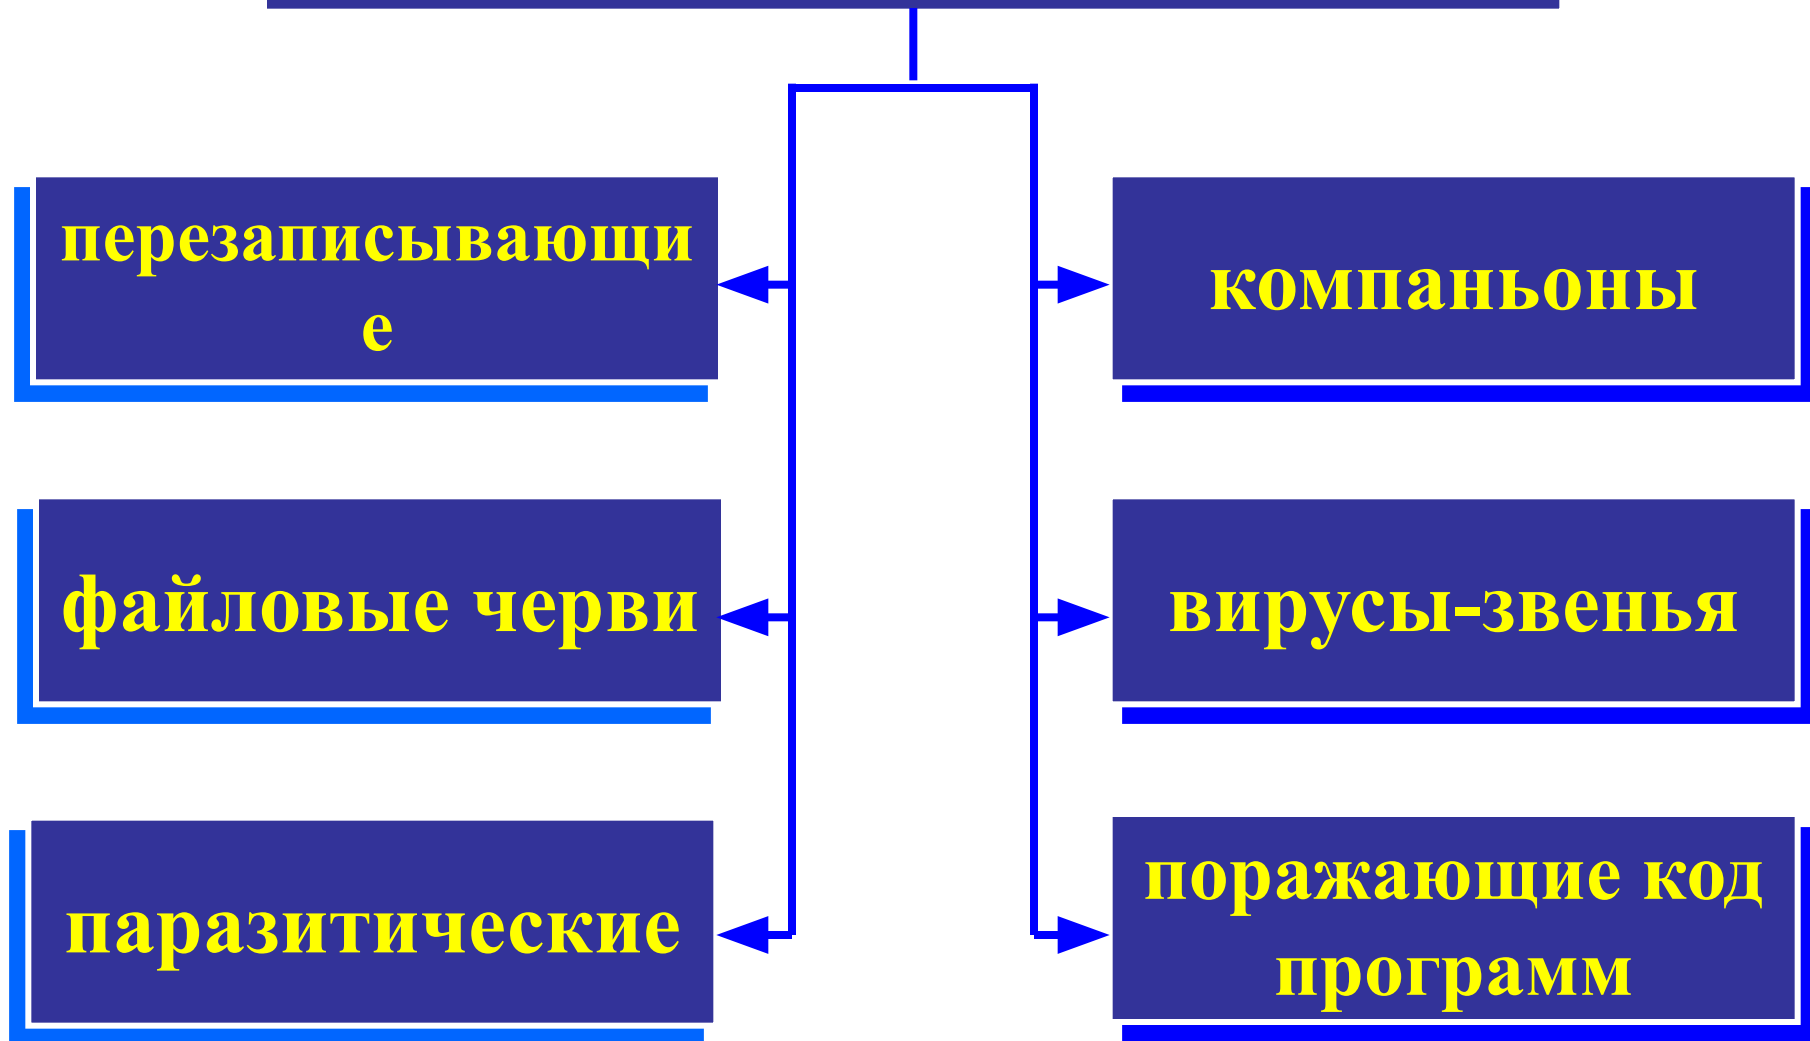 перезаписывающи
е
компаньоны
файловые черви
вирусы-звенья
паразитические
поражающие код
программ